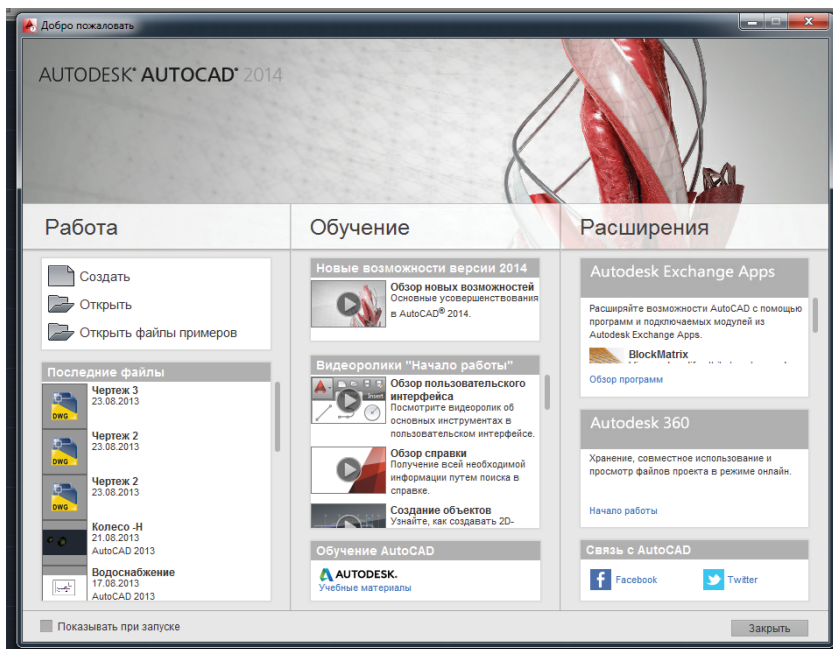 Добро пожаловать
AUTODESK® AUTOCAD® 2014
Работа
Создать
Открыть
Открыть файлы примеров
Последние файлы
Чертеж 3
23.08.2013
DWG
Чертеж 2
23.08.2013
DWG
Чертеж 2
23.08.2013
DWG
Колесо -Н
21.08.2013
AutoCAD 2013
Водоснабжение
17.08.2013
AutoCAD 2013
Обучение
Новые возможности версии 2014
Обзор новых возможностей
Основные усовершенствования
в AutoCAD® 2014.
Видеоролики "Начало работы"
Insert
Обзор пользовательского
интерфейса
Посмотрите видеоролик об
основных инструментах в
пользовательском интерфейсе.
Обзор справки
Получение всей необходимой
информации путем поиска в
справке.
Создание объектов
Узнайте, как создавать 2D-
Обучение AutoCAD
AUTODESK.
Учебные материалы
Расширения
Autodesk Exchange Apps
Расширяйте возможности AutoCAD с помощью
программ и подключаемых модулей из
Autodesk Exchange Apps.
BlockMatrix
Обзор программ
Autodesk 360
Хранение, совместное использование и
просмотр файлов проекта в режиме онлайн.
Начало работы
Связь с AutoCAD
Facebook
Twitter
Показывать при запуске
Закрыть